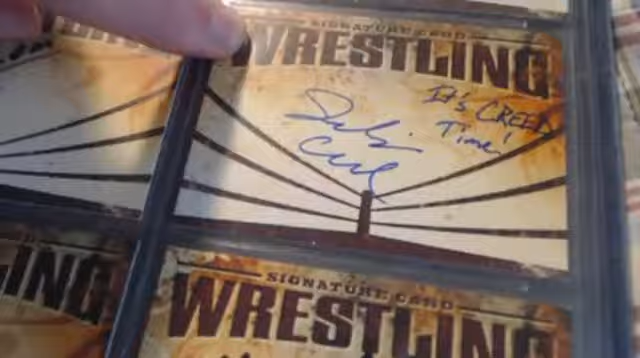 SIGNATURE CARD
WRESTLING
It's CREED
Time!
LING
SIGNATURE CARD
WRESTLING